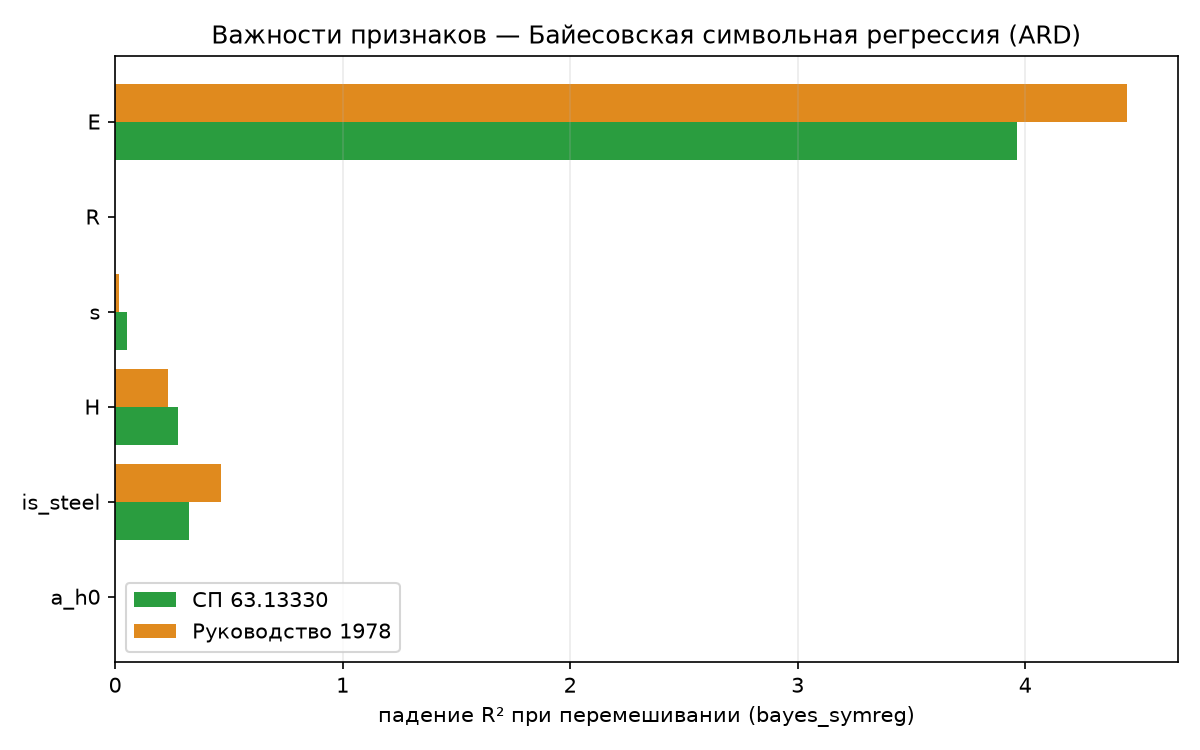 Важности признаков — Байесовская символьная регрессия (ARD)
E
R
s
H
is_steel
a_h0
СП 63.13330
Руководство 1978
0 1 2 3 4
падение R² при перемешивании (bayes_symreg)